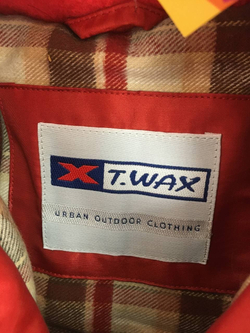 X T.WAX
URBAN OUTDOOR CLOTHING